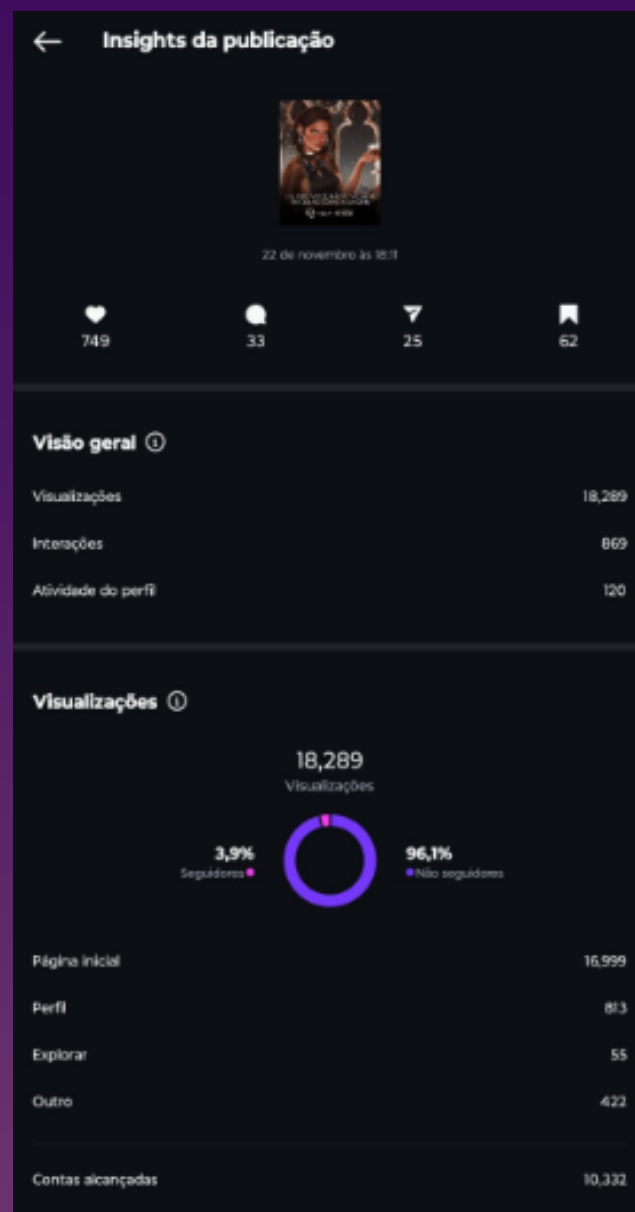 Insights da publicação
22 de novembro às 18:11
749 33 25 62
Visão geral
Visualizações 18,289
Interações 869
Atividade do perfil 120
Visualizações
18,289
Visualizações
3,9% 96,1%
Seguidores Não seguidores
Página inicial 16,999
Perfil 813
Explorar 55
Outro 422
Contas alcançadas 10,332